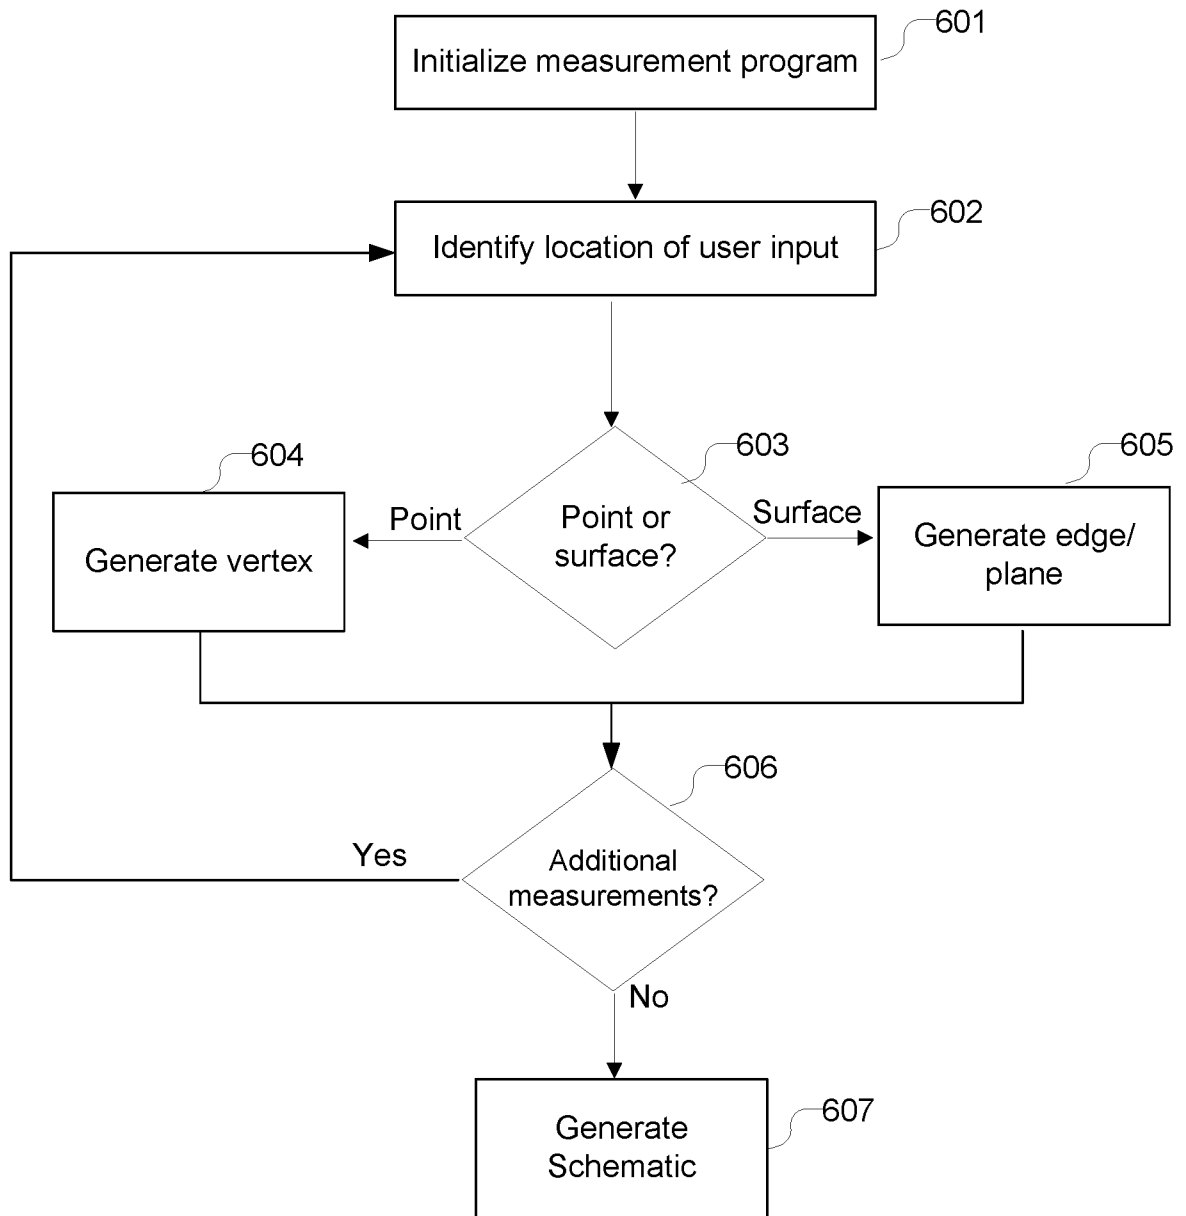 601
Initialize measurement program
602
Identify location of user input
603
604
605
Point
Point or
surface?
Surface
Generate vertex
Generate edge/
plane
606
Yes
Additional
measurements?
No
607
Generate
Schematic